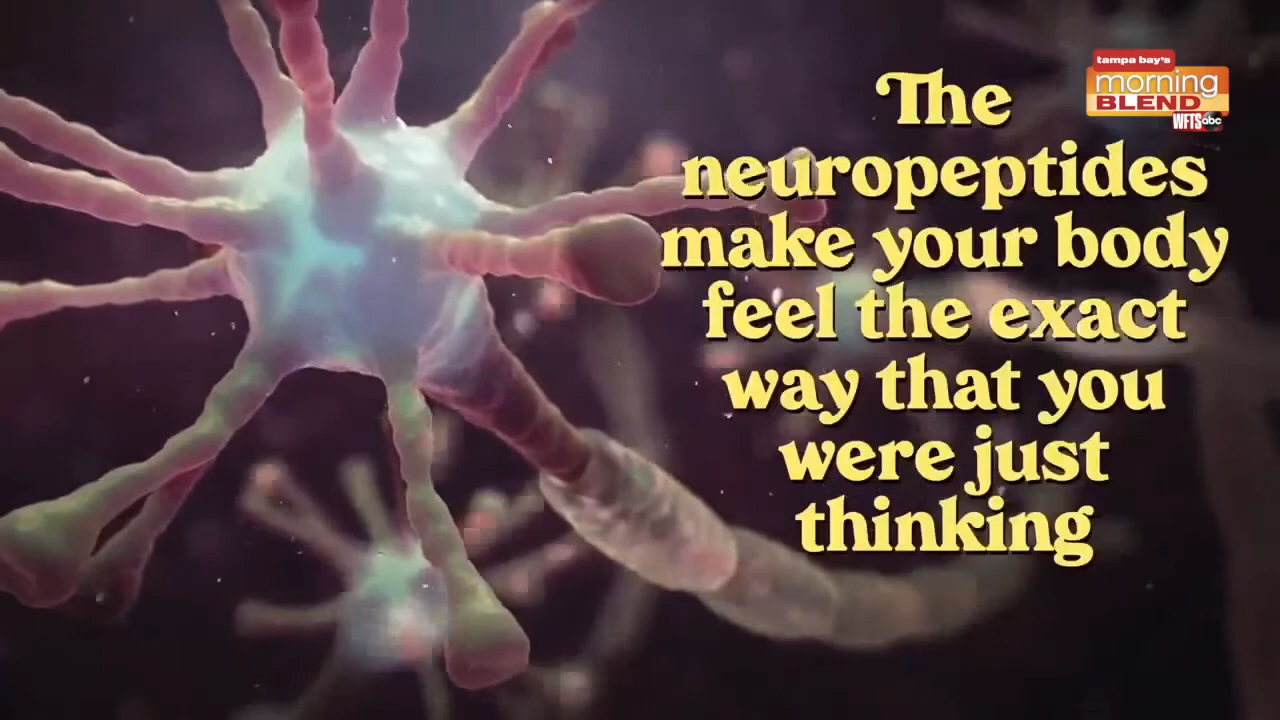 tampa bay's
morning
BLEND
WFTS abc
The
neuropeptides
make your body
feel the exact
way that you
were just
thinking